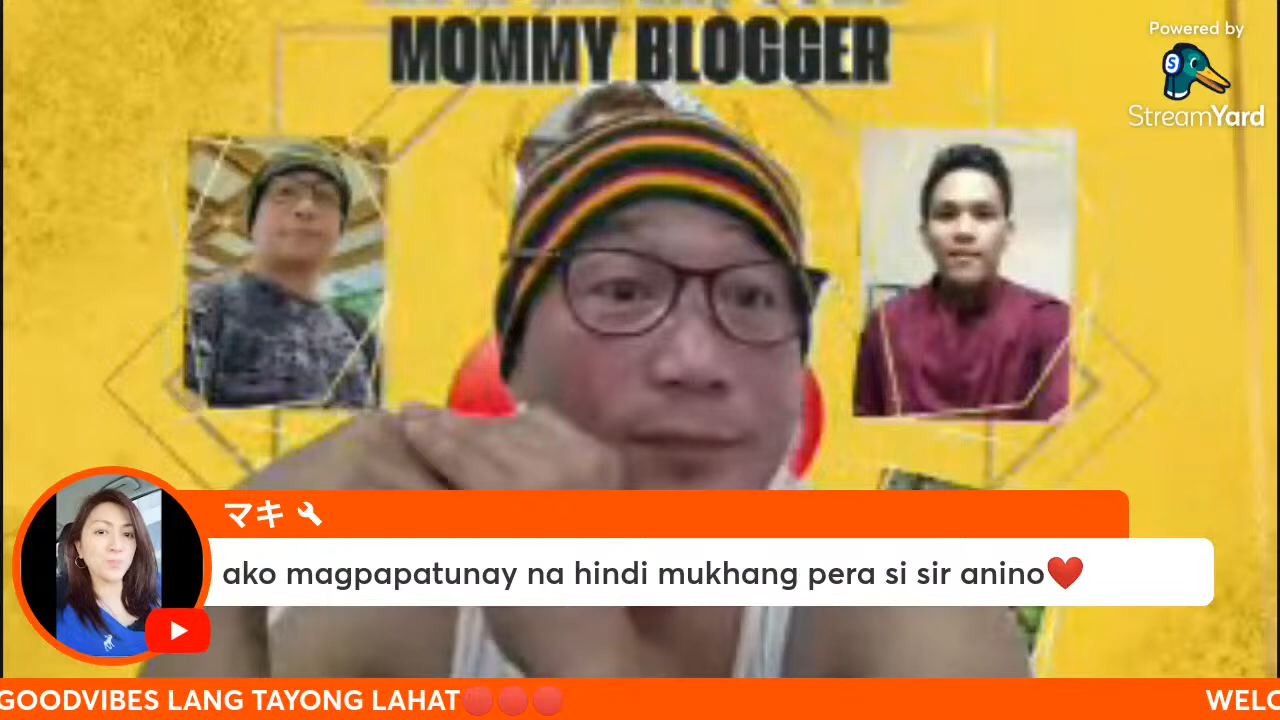 MOMMY BLOGGER
Powered by
StreamYard
マキ
ako magpapatunay na hindi mukhang pera si sir anino❤️
GOODVIBES LANG TAYONG LAHAT🔴🔴🔴